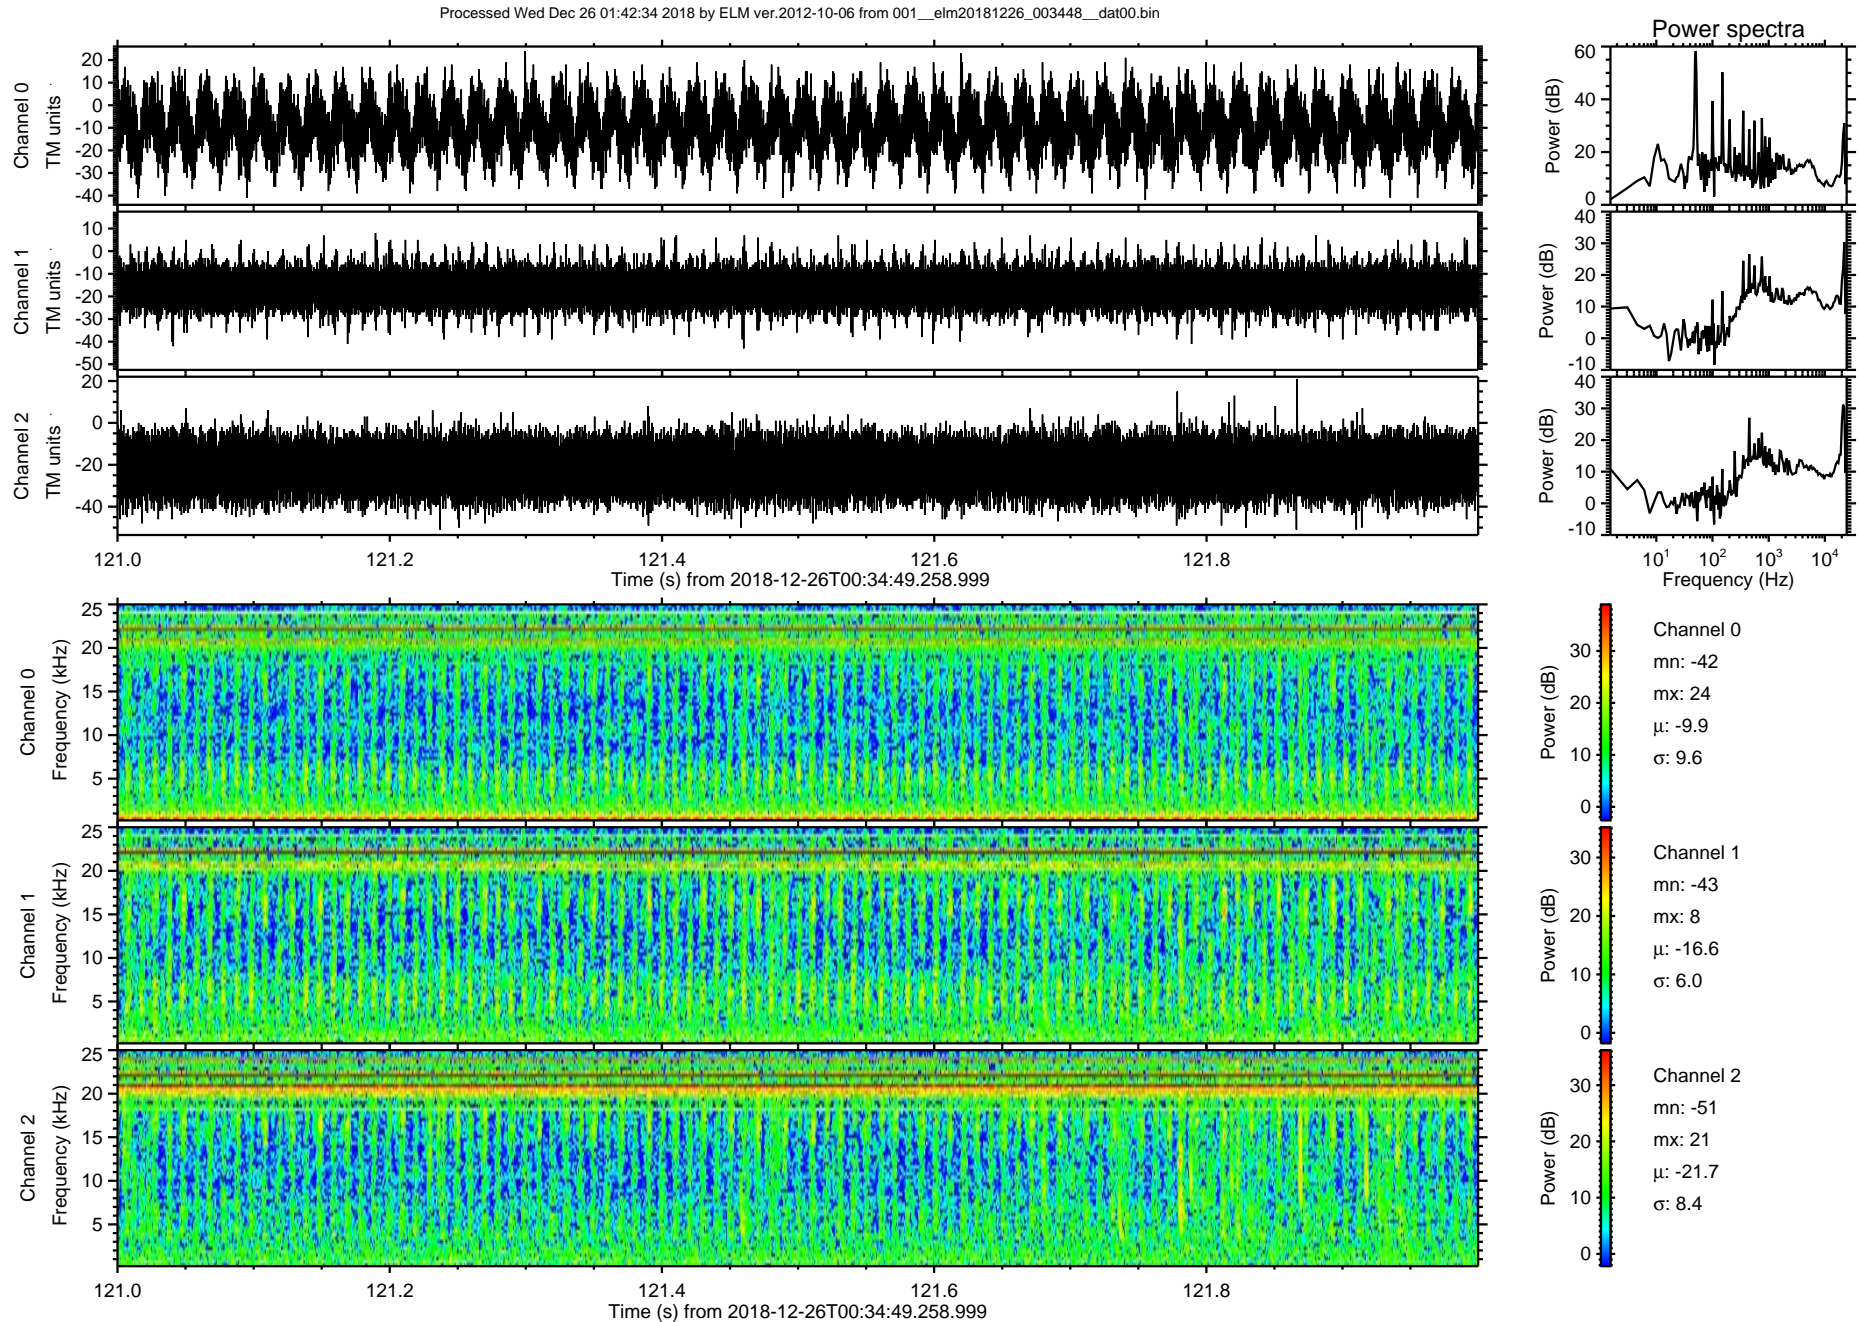 Processed Wed Dec 26 01:42:34 2018 by ELM ver.2012-10-06 from 001__elm20181226_003448__dat00.bin
Power spectra
Channel 0
TM units
20
10
0
-10
-20
-30
-40
Power (dB)
60
40
20
0
Channel 1
TM units
10
0
-10
-20
-30
-40
-50
Power (dB)
40
30
20
10
0
-10
Channel 2
TM units
20
0
-20
-40
Power (dB)
40
30
20
10
0
-10
121.0 121.2 121.4 121.6 121.8
Time (s) from 2018-12-26T00:34:49.258.999
10^1 10^2 10^3 10^4
Frequency (Hz)
Channel 0
Frequency (kHz)
25
20
15
10
5
Power (dB)
30
20
10
0
Channel 0
mn: -42
mx: 24
μ: -9.9
σ: 9.6
Channel 1
Frequency (kHz)
25
20
15
10
5
Power (dB)
30
20
10
0
Channel 1
mn: -43
mx: 8
μ: -16.6
σ: 6.0
Channel 2
Frequency (kHz)
25
20
15
10
5
Power (dB)
30
20
10
0
Channel 2
mn: -51
mx: 21
μ: -21.7
σ: 8.4
121.0 121.2 121.4 121.6 121.8
Time (s) from 2018-12-26T00:34:49.258.999